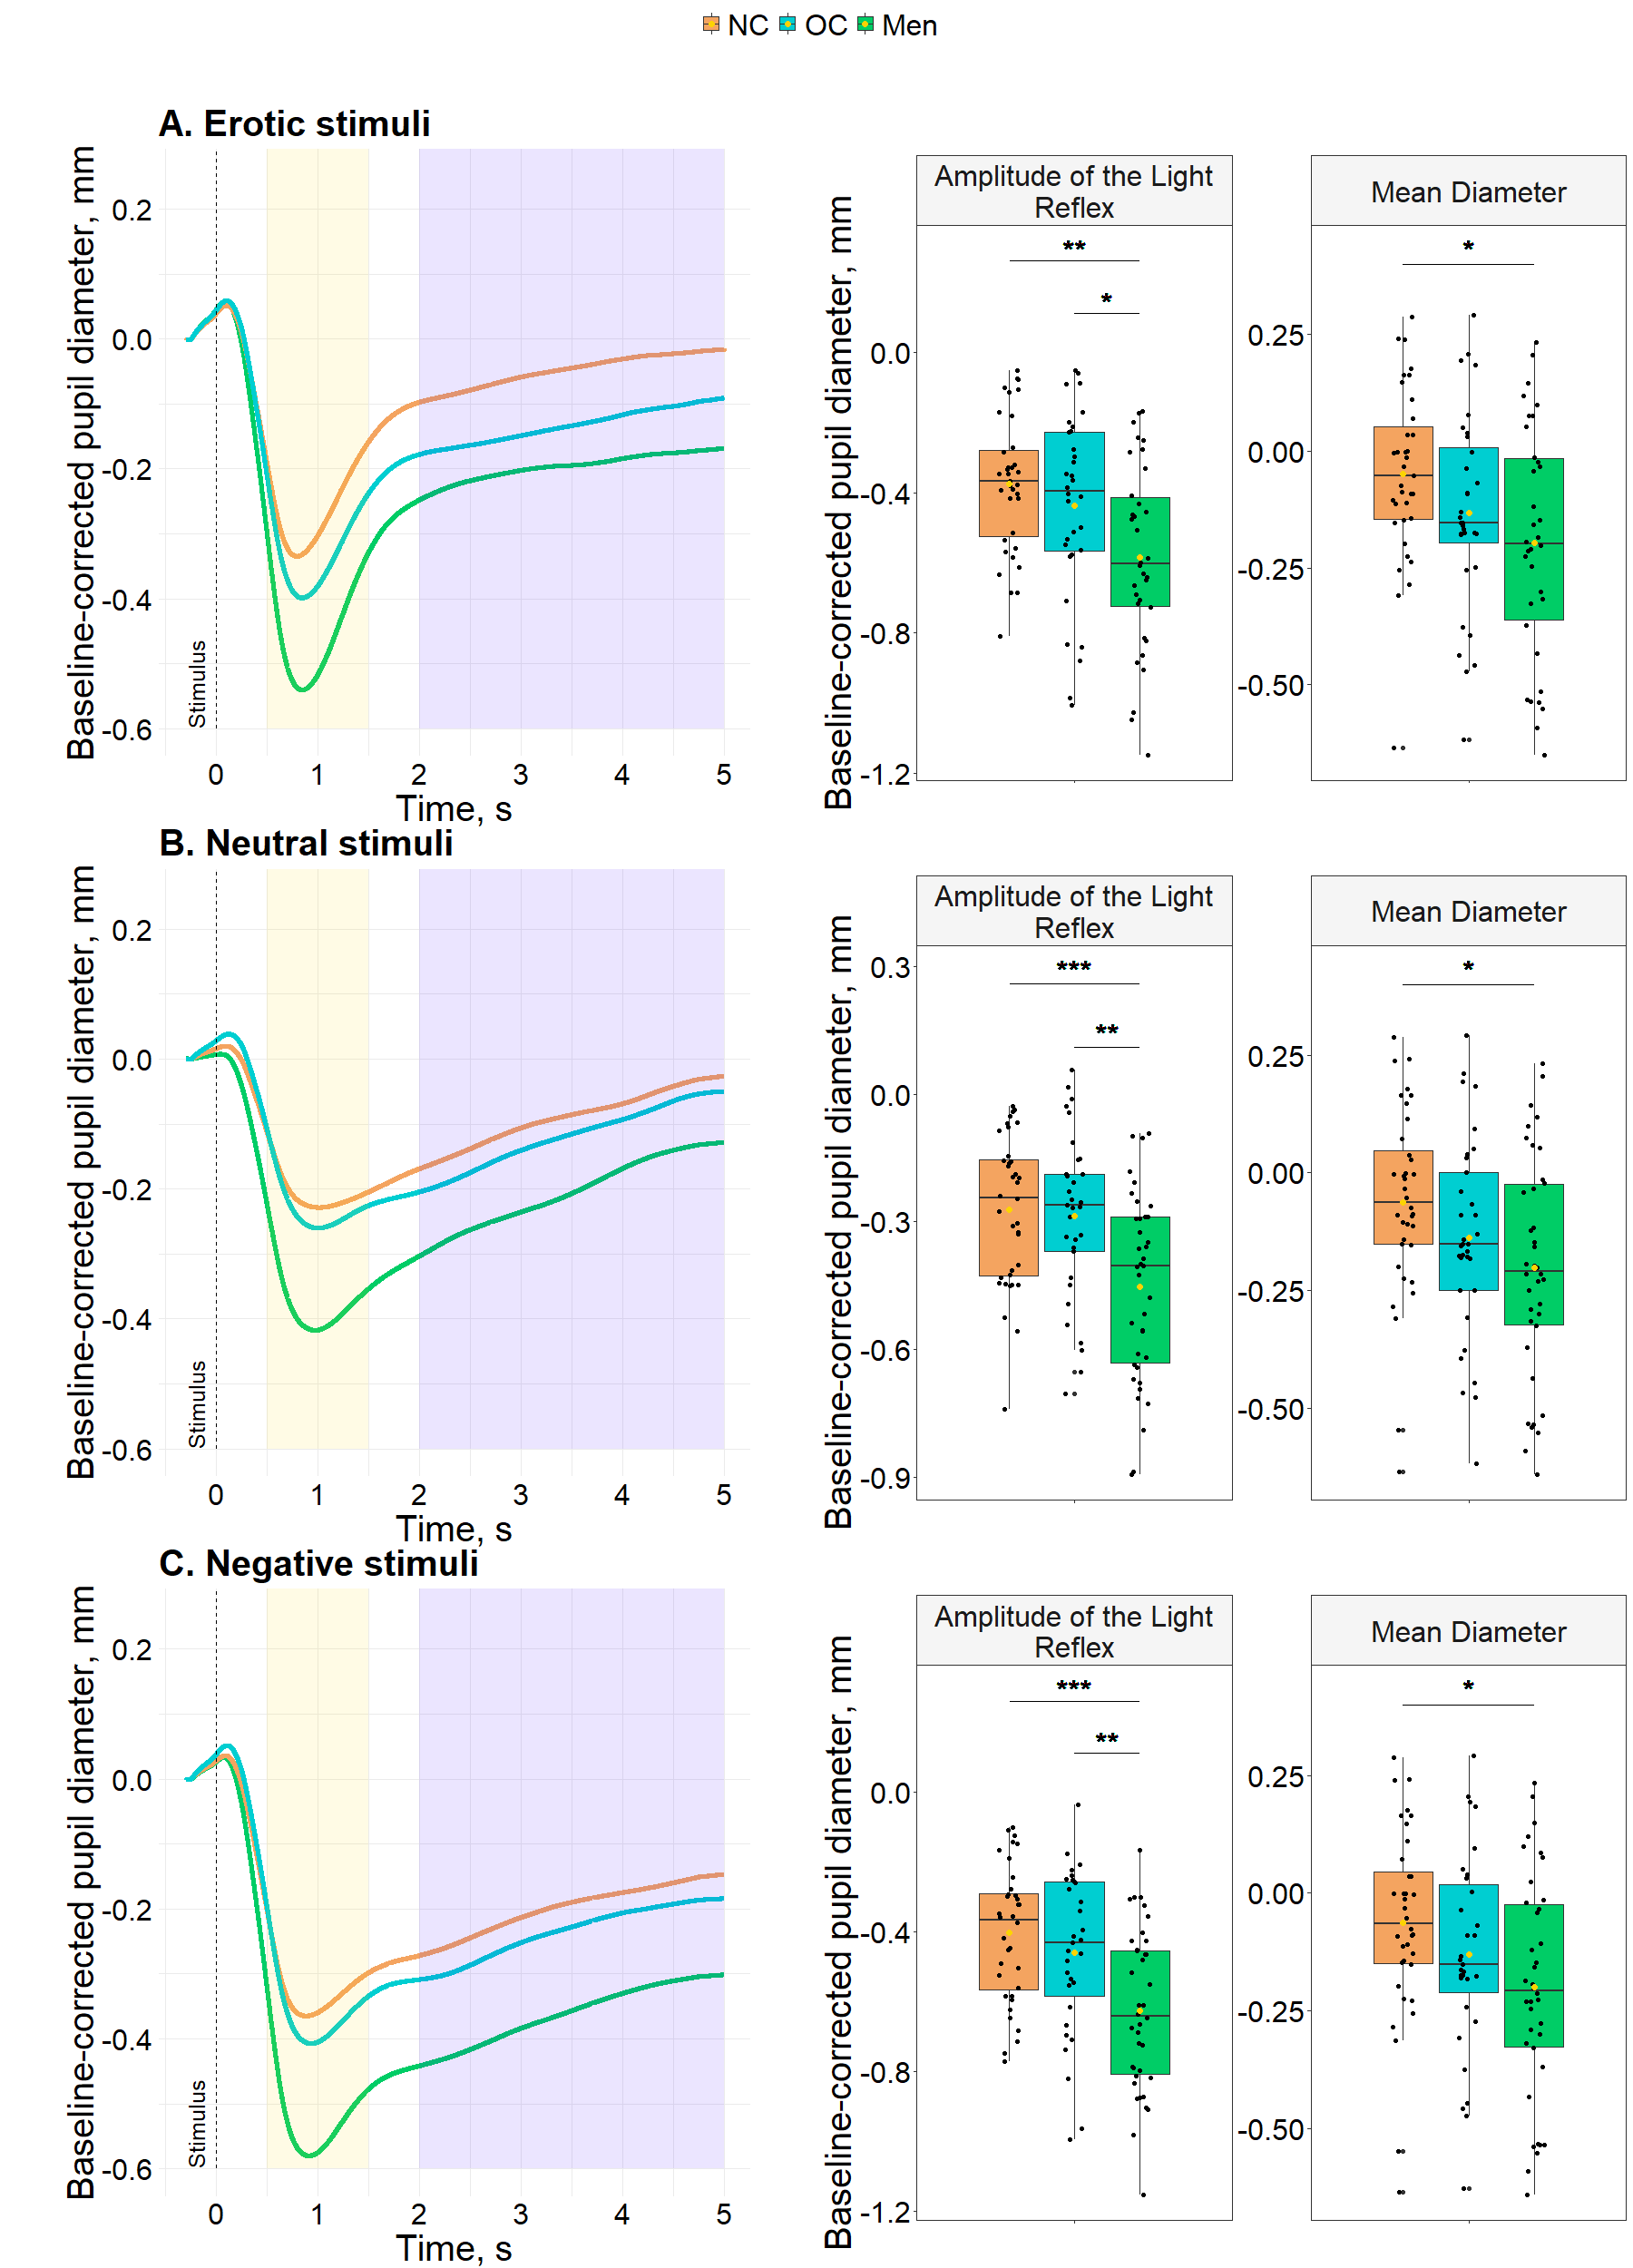 NC OC Men
A. Erotic stimuli
Baseline-corrected pupil diameter, mm
0.2
0.0
-0.2
-0.4
-0.6
Stimulus
0 1 2 3 4 5
Time, s
Baseline-corrected pupil diameter, mm
Amplitude of the Light
Reflex
**
*
0.0
-0.4
-0.8
-1.2
Mean Diameter
*
0.25
0.00
-0.25
-0.50
B. Neutral stimuli
Baseline-corrected pupil diameter, mm
0.2
0.0
-0.2
-0.4
-0.6
Stimulus
0 1 2 3 4 5
Time, s
Baseline-corrected pupil diameter, mm
Amplitude of the Light
Reflex
***
**
0.3
0.0
-0.3
-0.6
-0.9
Mean Diameter
*
0.25
0.00
-0.25
-0.50
C. Negative stimuli
Baseline-corrected pupil diameter, mm
0.2
0.0
-0.2
-0.4
-0.6
Stimulus
0 1 2 3 4 5
Time, s
Baseline-corrected pupil diameter, mm
Amplitude of the Light
Reflex
***
**
0.0
-0.4
-0.8
-1.2
Mean Diameter
*
0.25
0.00
-0.25
-0.50